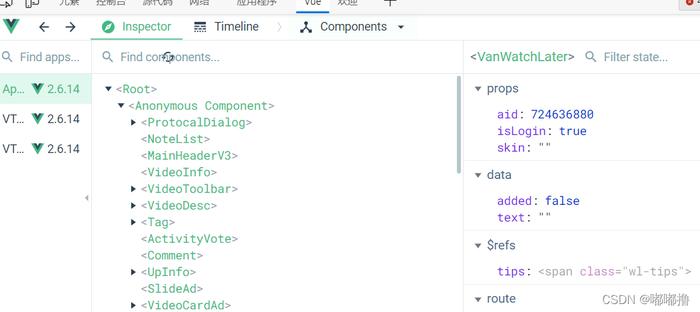 元素 控制台 源代码 网络 应用程序 Vue 欢迎
Inspector Timeline Components
Find apps... Find components... <VanWatchLater> Filter state...
Ap... 2.6.14
VT... 2.6.14
VT... 2.6.14
<Root>
<Anonymous Component>
<ProtocalDialog>
<NoteList>
<MainHeaderV3>
<VideoInfo>
<VideoToolbar>
<VideoDesc>
<Tag>
<ActivityVote>
<Comment>
<UpInfo>
<SlideAd>
<VideoCardAd>
props
aid: 724636880
isLogin: true
skin: ""
data
added: false
text: ""
$refs
tips: <span class="wl-tips">
route
CSDN @嘟嘟撸